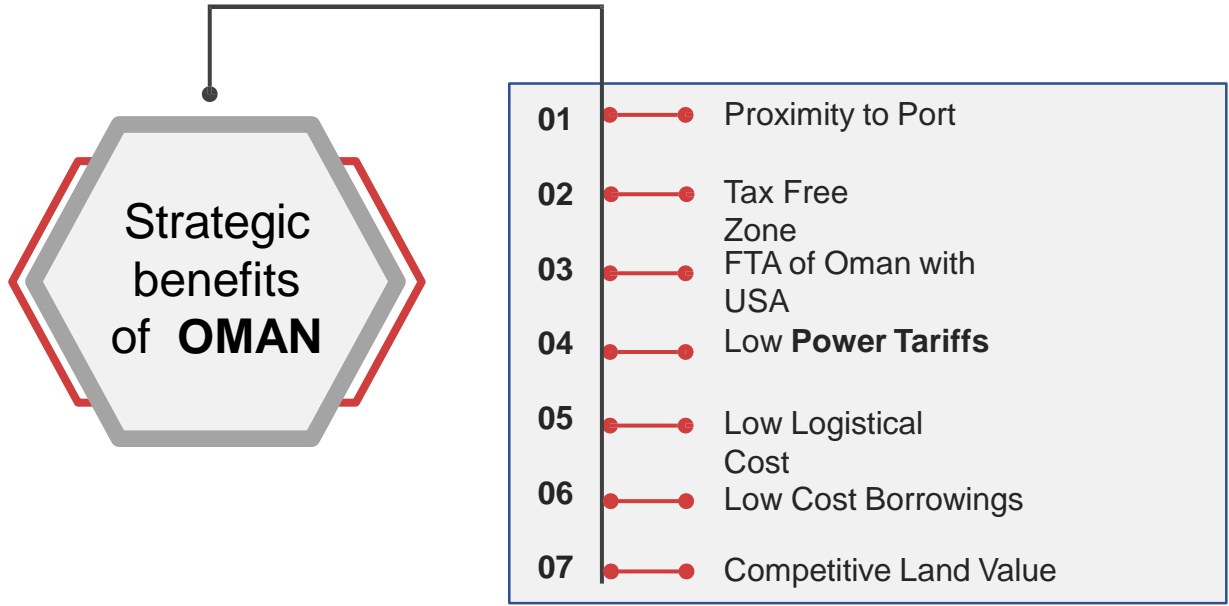 Strategic
benefits
of OMAN
01 Proximity to Port
02 Tax Free
Zone
03 FTA of Oman with
USA
04 Low Power Tariffs
05 Low Logistical
Cost
06 Low Cost Borrowings
07 Competitive Land Value